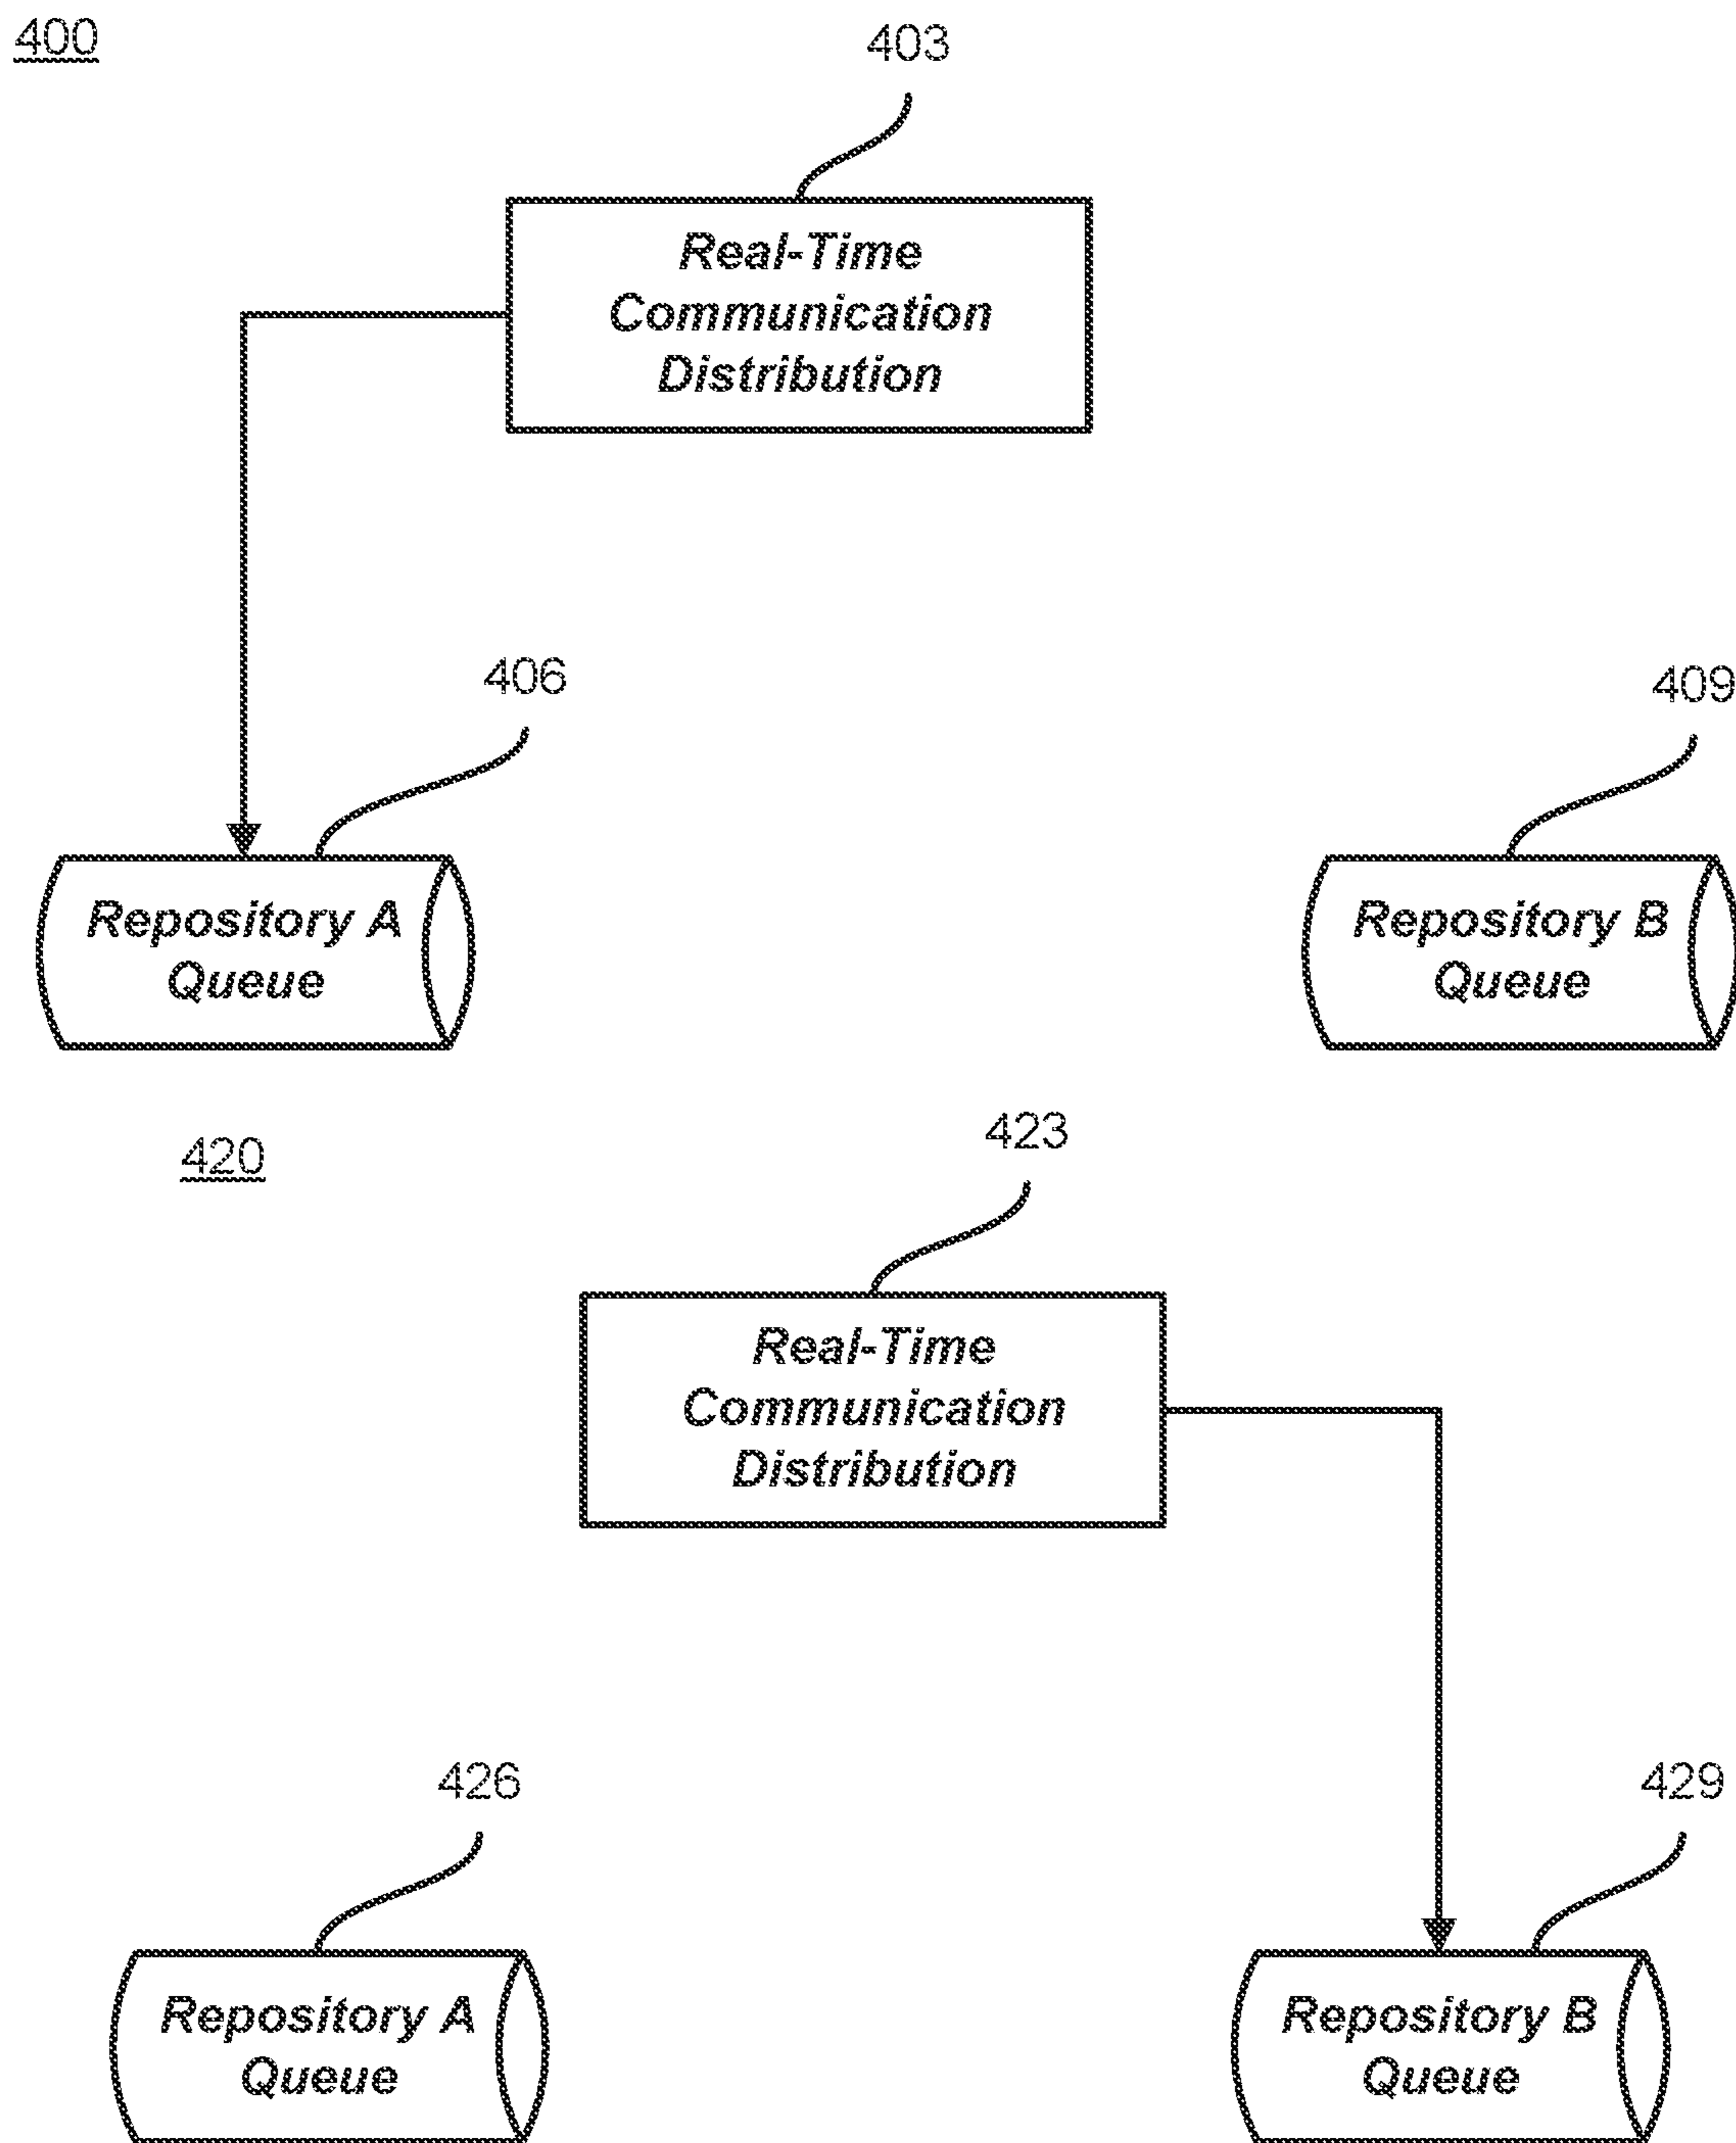 400
403
Real-Time
Communication
Distribution
406
409
Repository A
Queue
Repository B
Queue
420
423
Real-Time
Communication
Distribution
426
429
Repository A
Queue
Repository B
Queue